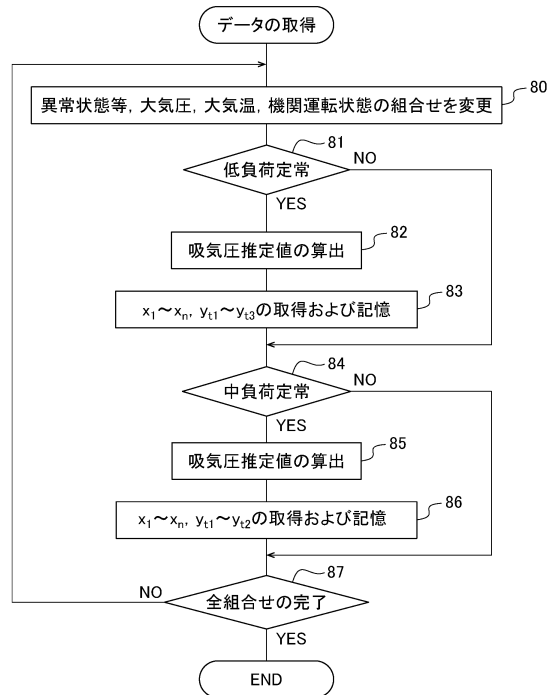 データの取得
異常状態等, 大気圧, 大気温, 機関運転状態の組合せを変更
80
81
低負荷定常
NO
YES
82
吸気圧推定値の算出
83
x1～xn, yt1～yt3の取得および記憶
84
中負荷定常
NO
YES
85
吸気圧推定値の算出
86
x1～xn, yt1～yt2の取得および記憶
87
NO
全組合せの完了
YES
END